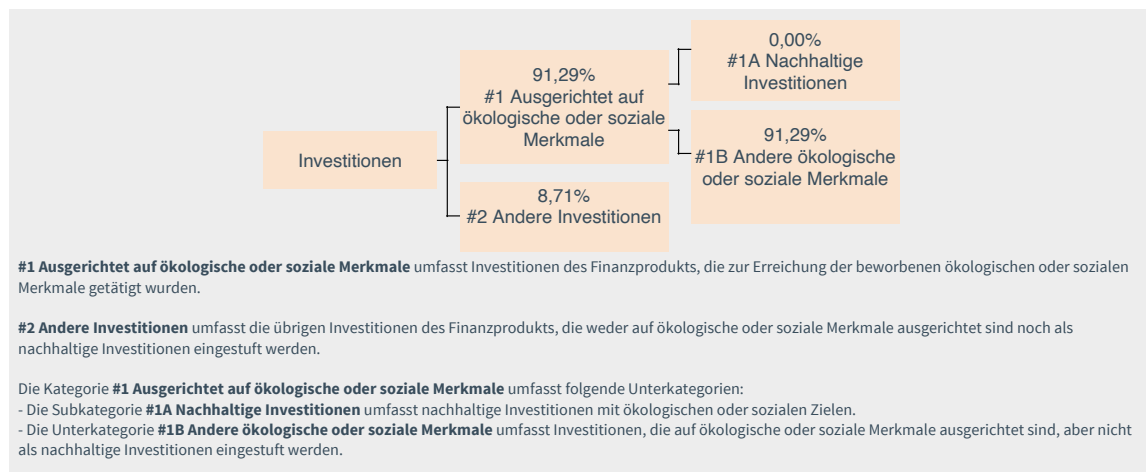 0,00%
#1A Nachhaltige
Investitionen
91,29%
#1 Ausgerichtet auf
ökologische oder soziale
Merkmale
91,29%
#1B Andere ökologische
oder soziale Merkmale
Investitionen
8,71%
#2 Andere Investitionen
#1 Ausgerichtet auf ökologische oder soziale Merkmale umfasst Investitionen des Finanzprodukts, die zur Erreichung der beworbenen ökologischen oder sozialen
Merkmale getätigt wurden.
#2 Andere Investitionen umfasst die übrigen Investitionen des Finanzprodukts, die weder auf ökologische oder soziale Merkmale ausgerichtet sind noch als
nachhaltige Investitionen eingestuft werden.
Die Kategorie #1 Ausgerichtet auf ökologische oder soziale Merkmale umfasst folgende Unterkategorien:
- Die Subkategorie #1A Nachhaltige Investitionen umfasst nachhaltige Investitionen mit ökologischen oder sozialen Zielen.
- Die Unterkategorie #1B Andere ökologische oder soziale Merkmale umfasst Investitionen, die auf ökologische oder soziale Merkmale ausgerichtet sind, aber nicht
als nachhaltige Investitionen eingestuft werden.